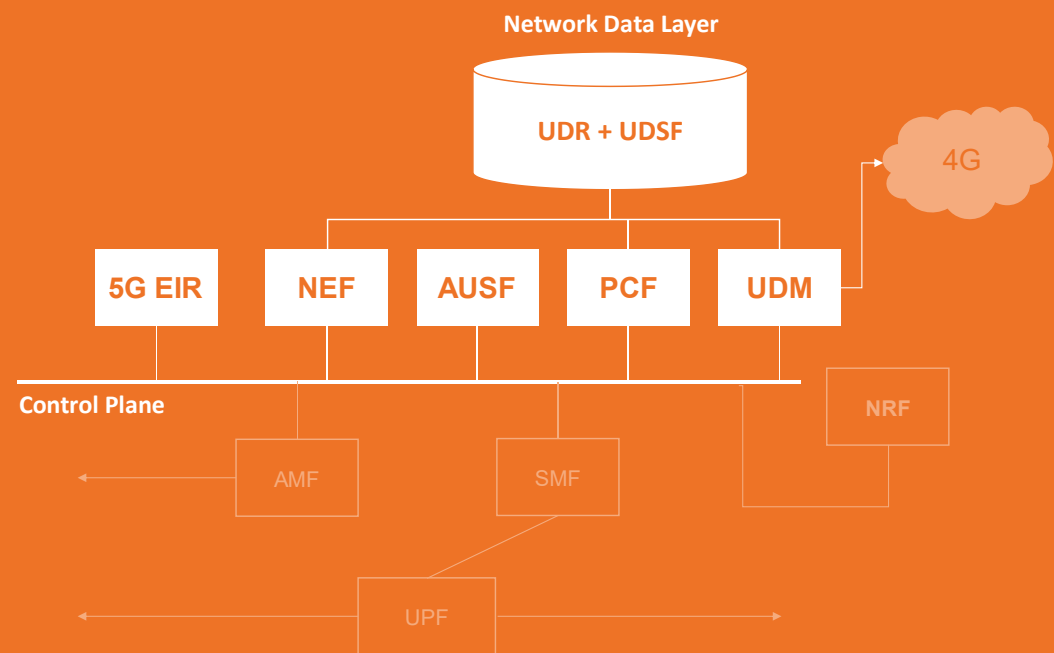 Network Data Layer
UDR + UDSF
4G
5G EIR
NEF
AUSF
PCF
UDM
Control Plane
NRF
AMF
SMF
UPF